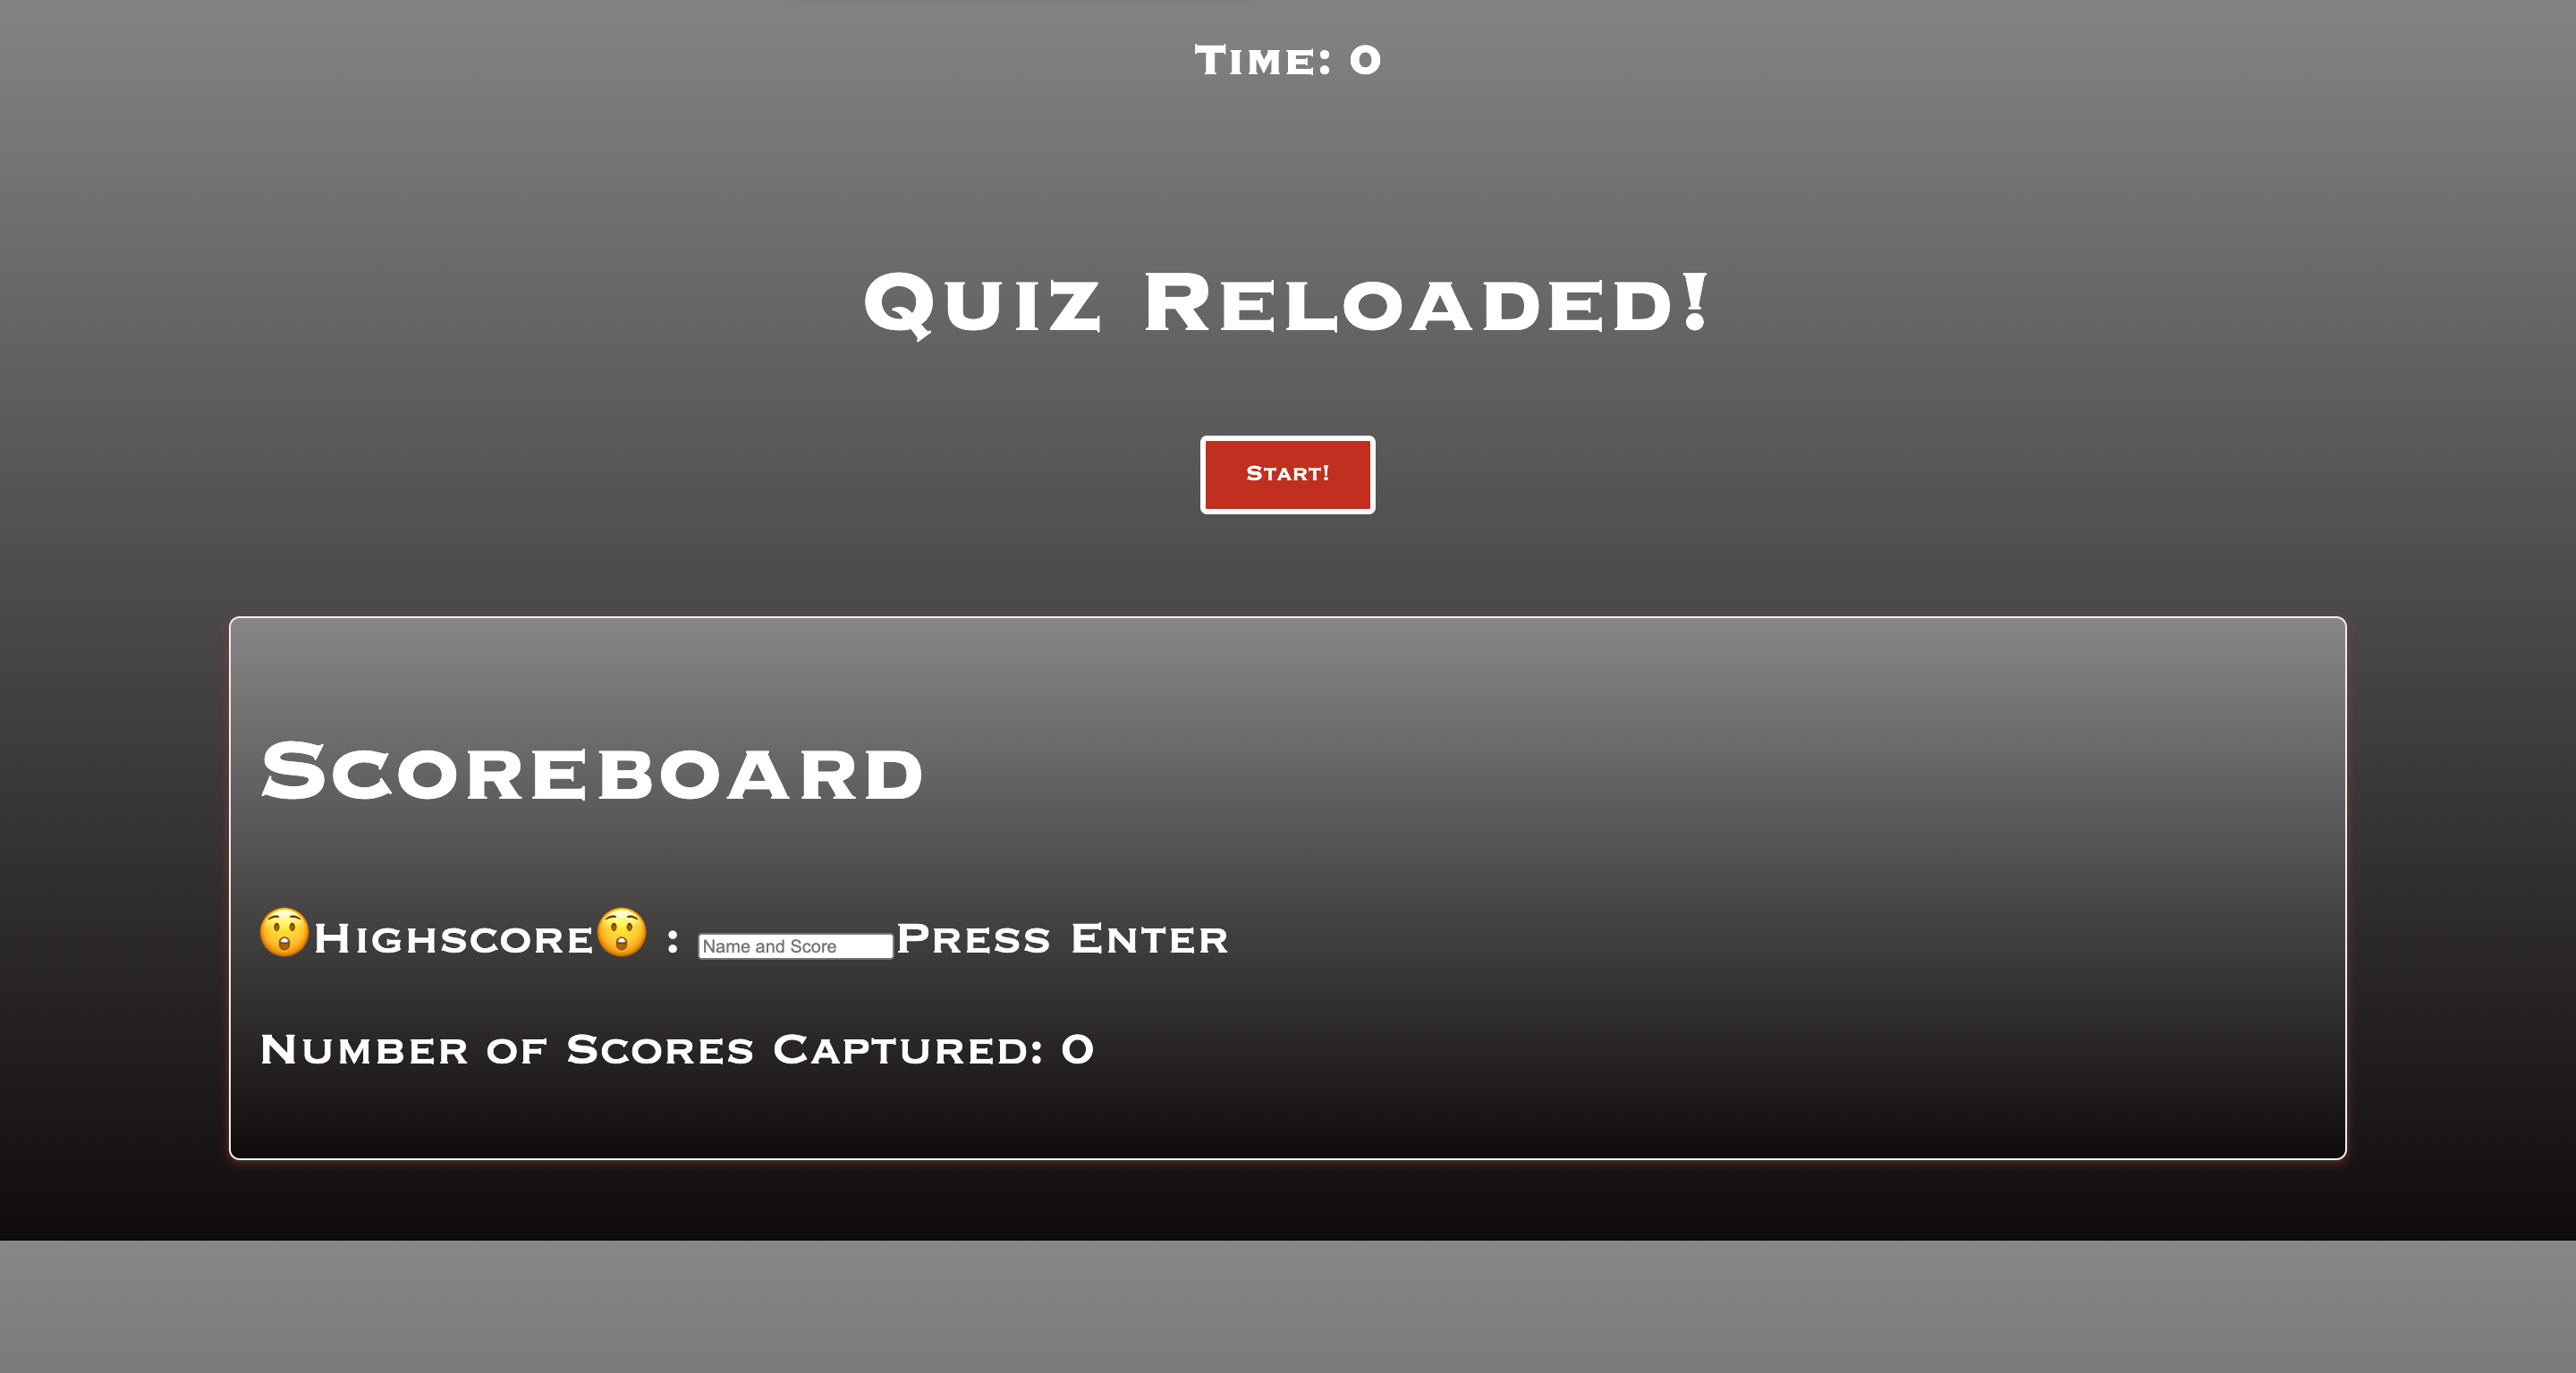 Time: 0
Quiz Reloaded!
Start!
Scoreboard
😲Highscore😲 : Name and Score Press Enter
Number of Scores Captured: 0